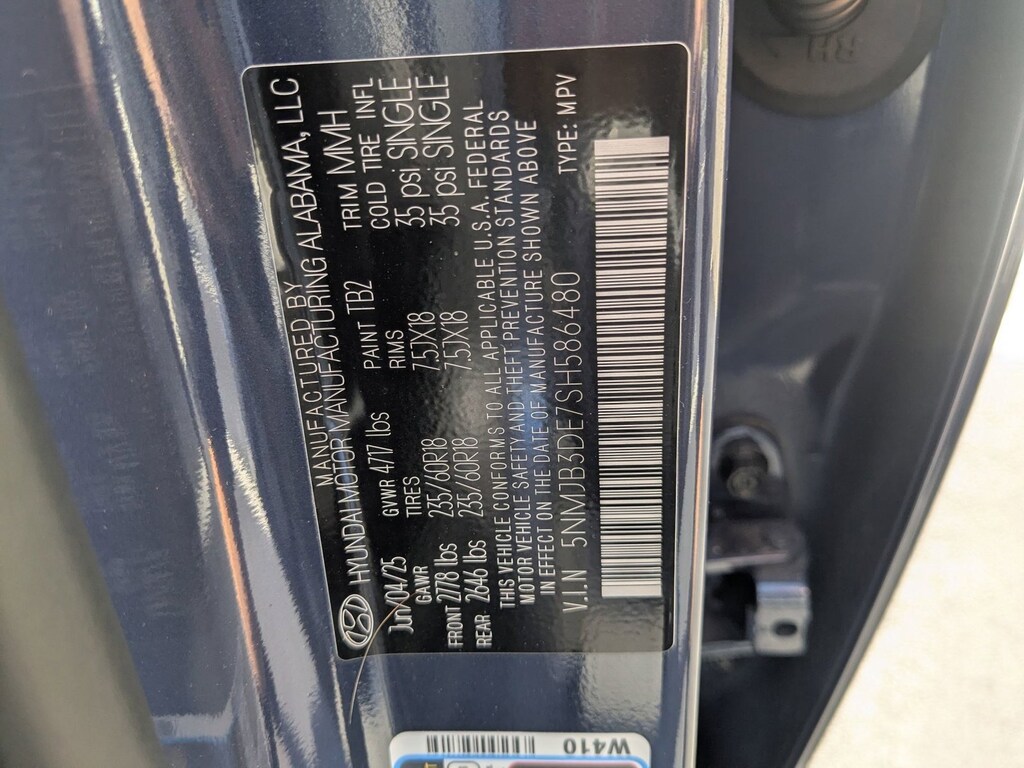 MANUFACTURED BY
HYUNDAI MOTOR MANUFACTURING ALABAMA, LLC
Jun/04/25 GVWR 4717 lbs PAINT TB2 TRIM MMH
GAWR TIRES RIMS COLD TIRE INFL
FRONT 2778 lbs 235/60R18 7.5JX18 35 psi SINGLE
REAR 2646 lbs 235/60R18 7.5JX18 35 psi SINGLE
THIS VEHICLE CONFORMS TO ALL APPLICABLE U.S.A. FEDERAL
MOTOR VEHICLE SAFETY AND THEFT PREVENTION STANDARDS
IN EFFECT ON THE DATE OF MANUFACTURE SHOWN ABOVE
V.I.N 5NMJB3DE7SH586480 TYPE: MPV
W410
RH